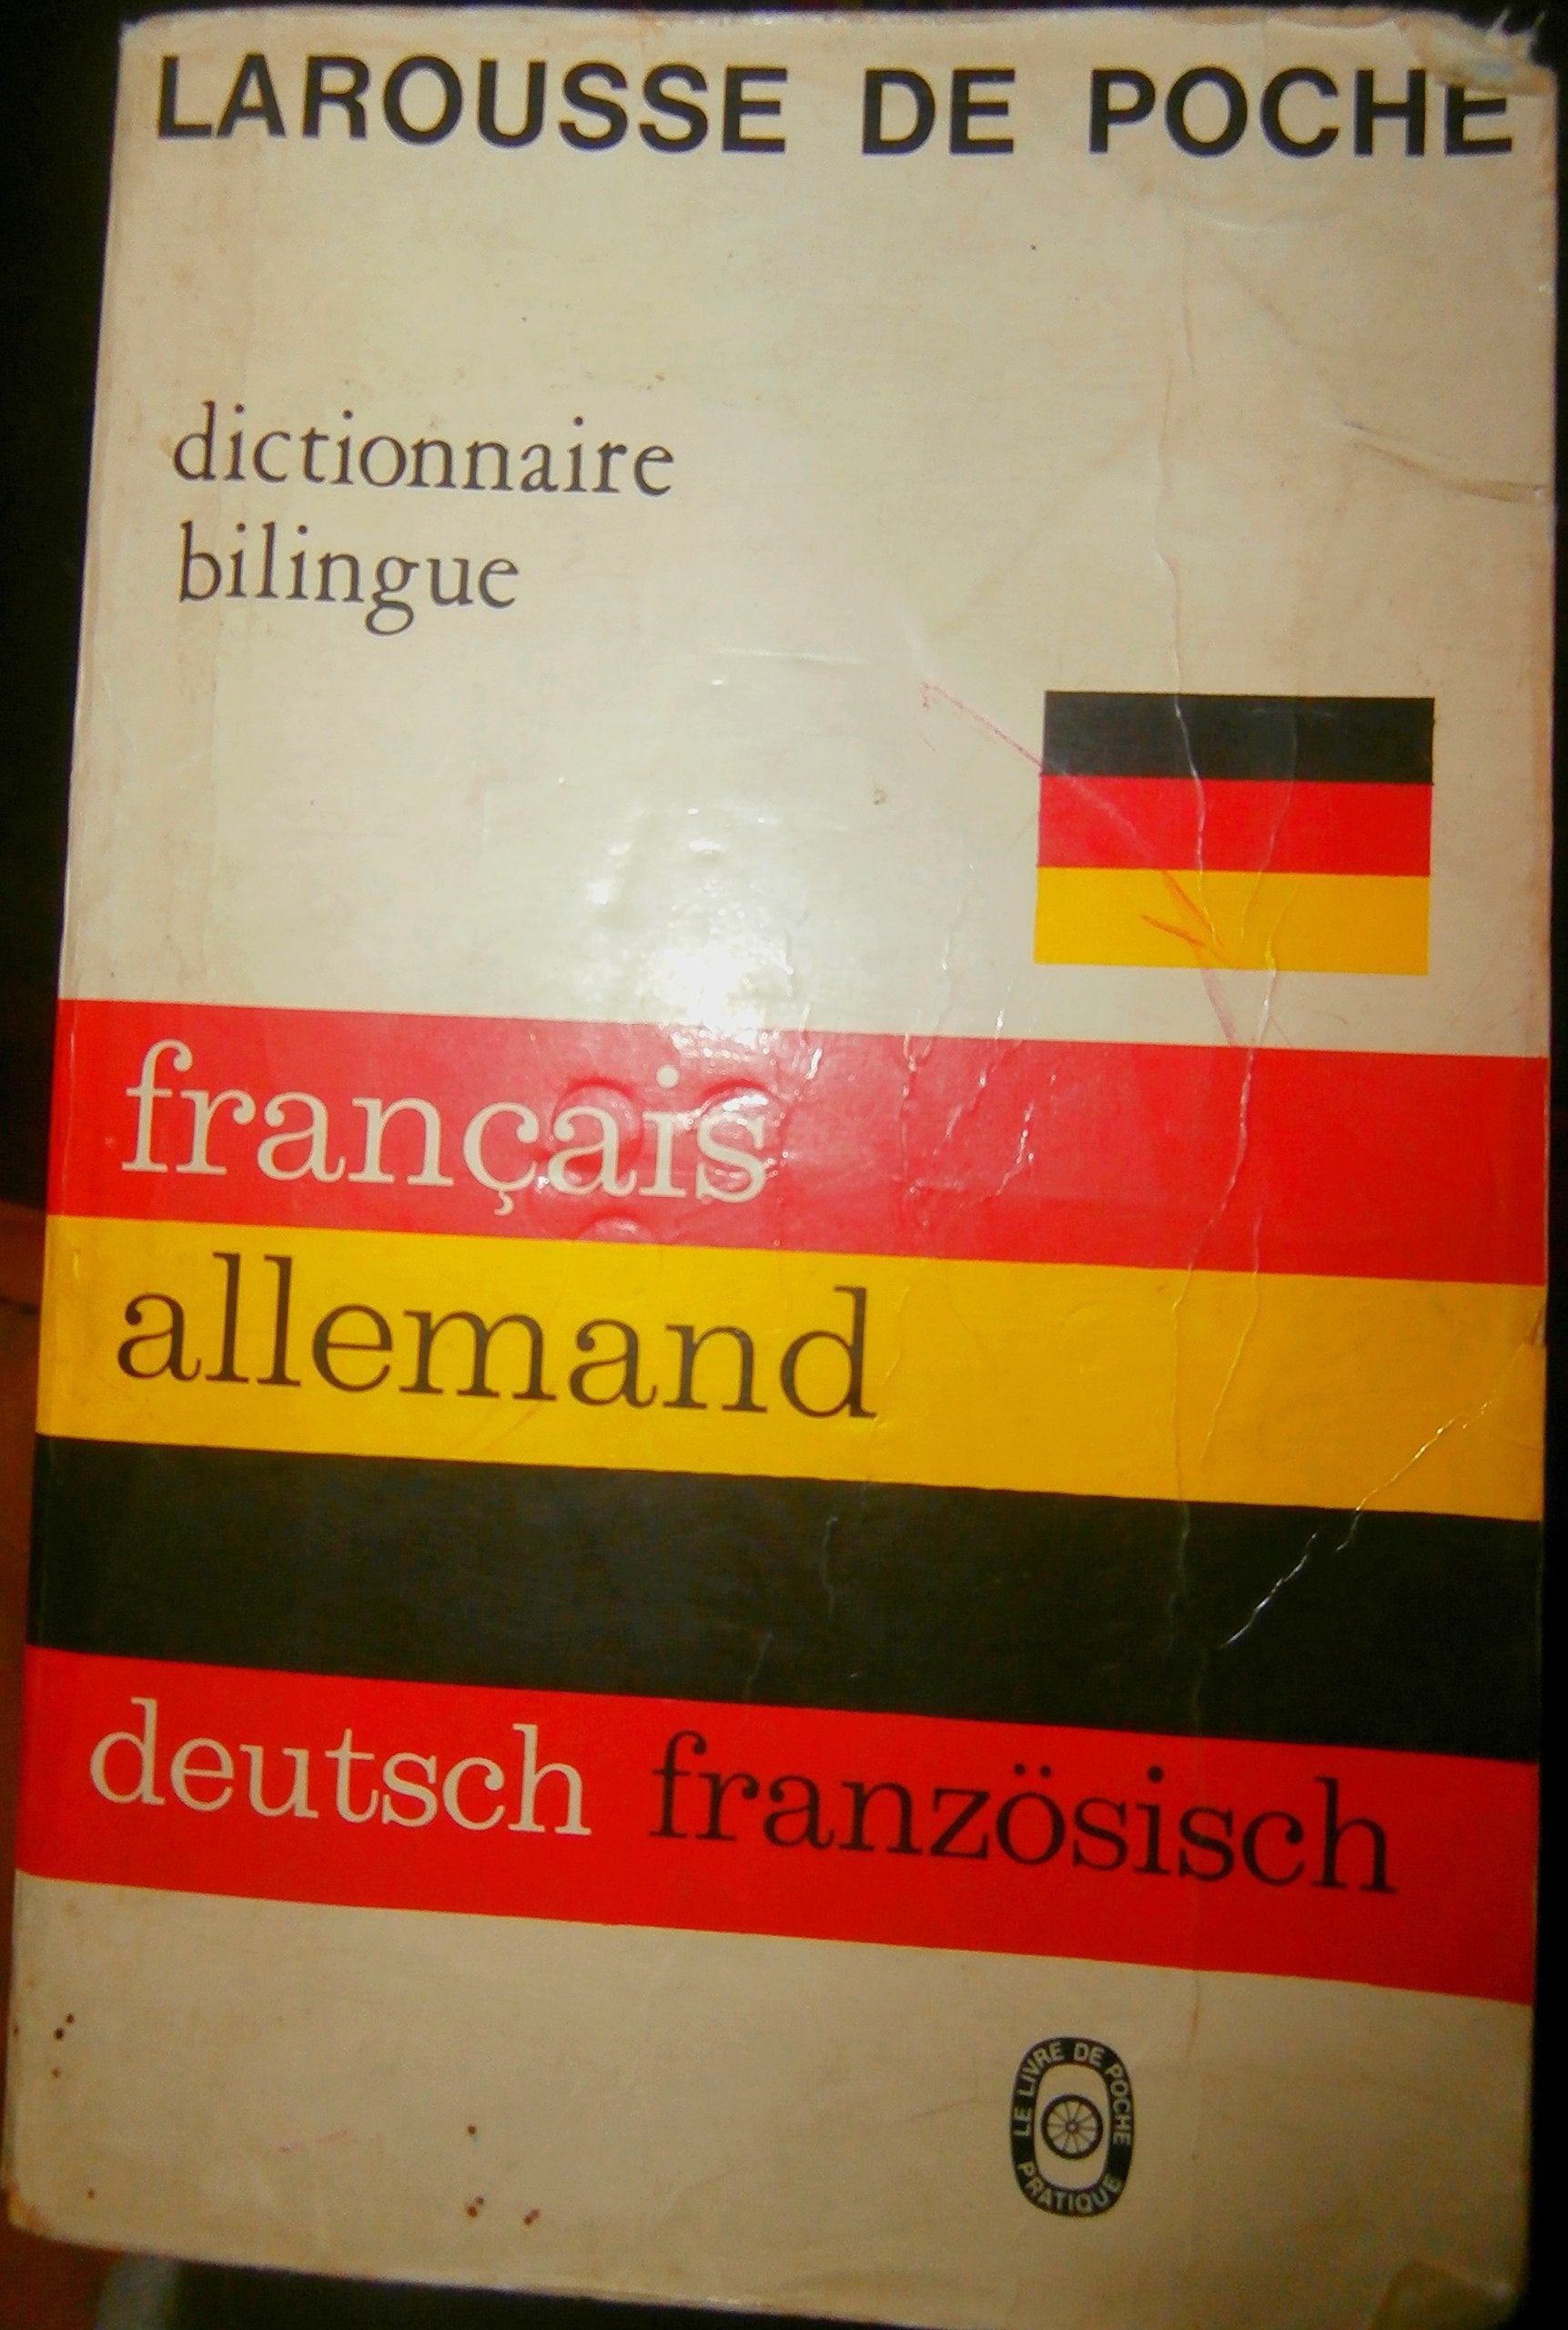 LAROUSSE DE POCHE
dictionnaire
bilingue
français
allemand
deutsch französisch
LE LIVRE DE POCHE
PRATIQUE